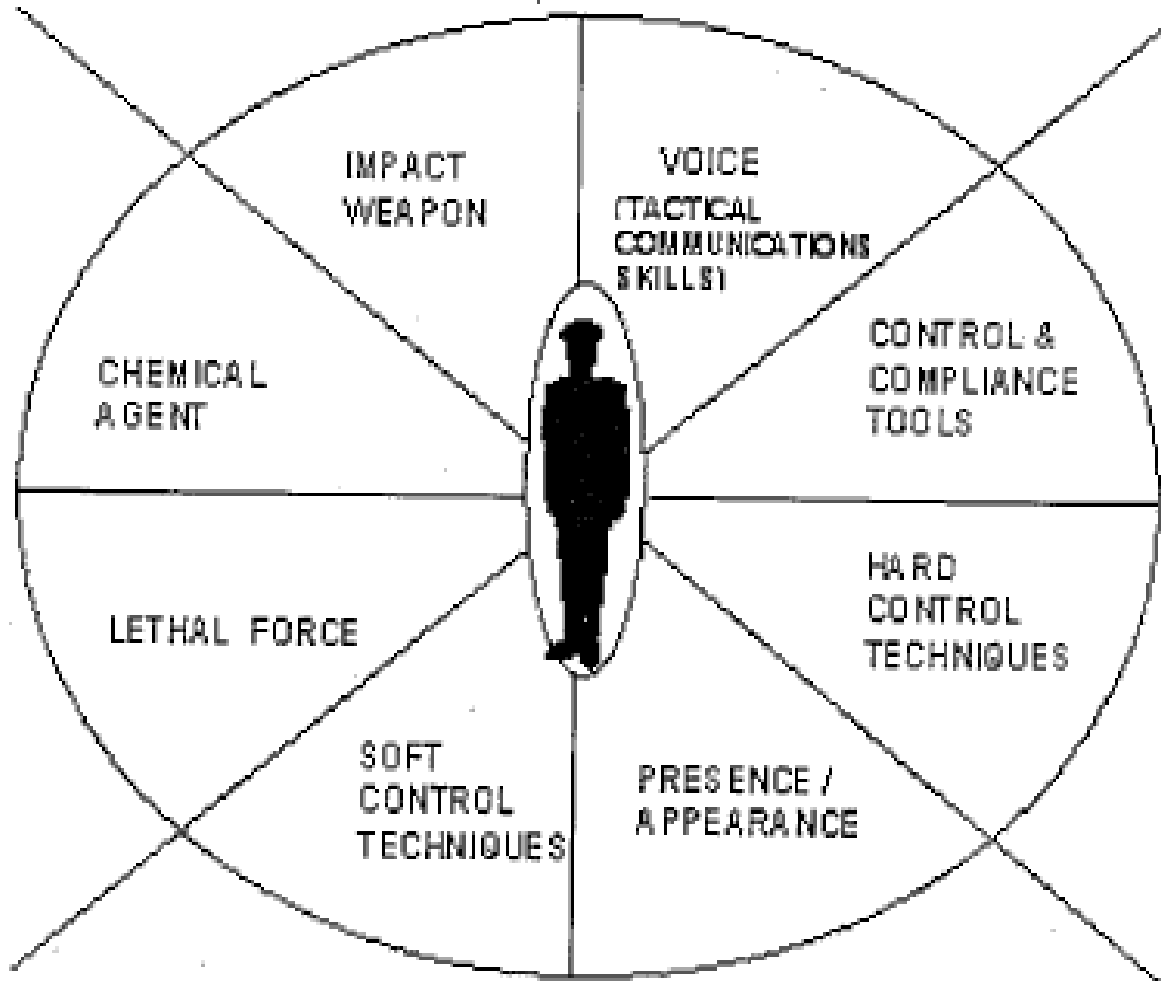 IMPACT
WEAPON
VOICE
(TACTICAL
COMMUNICATIONS
SKILLS)
CHEMICAL
AGENT
CONTROL &
COMPLIANCE
TOOLS
LETHAL FORCE
HARD
CONTROL
TECHNIQUES
SOFT
CONTROL
TECHNIQUES
PRESENCE /
APPEARANCE